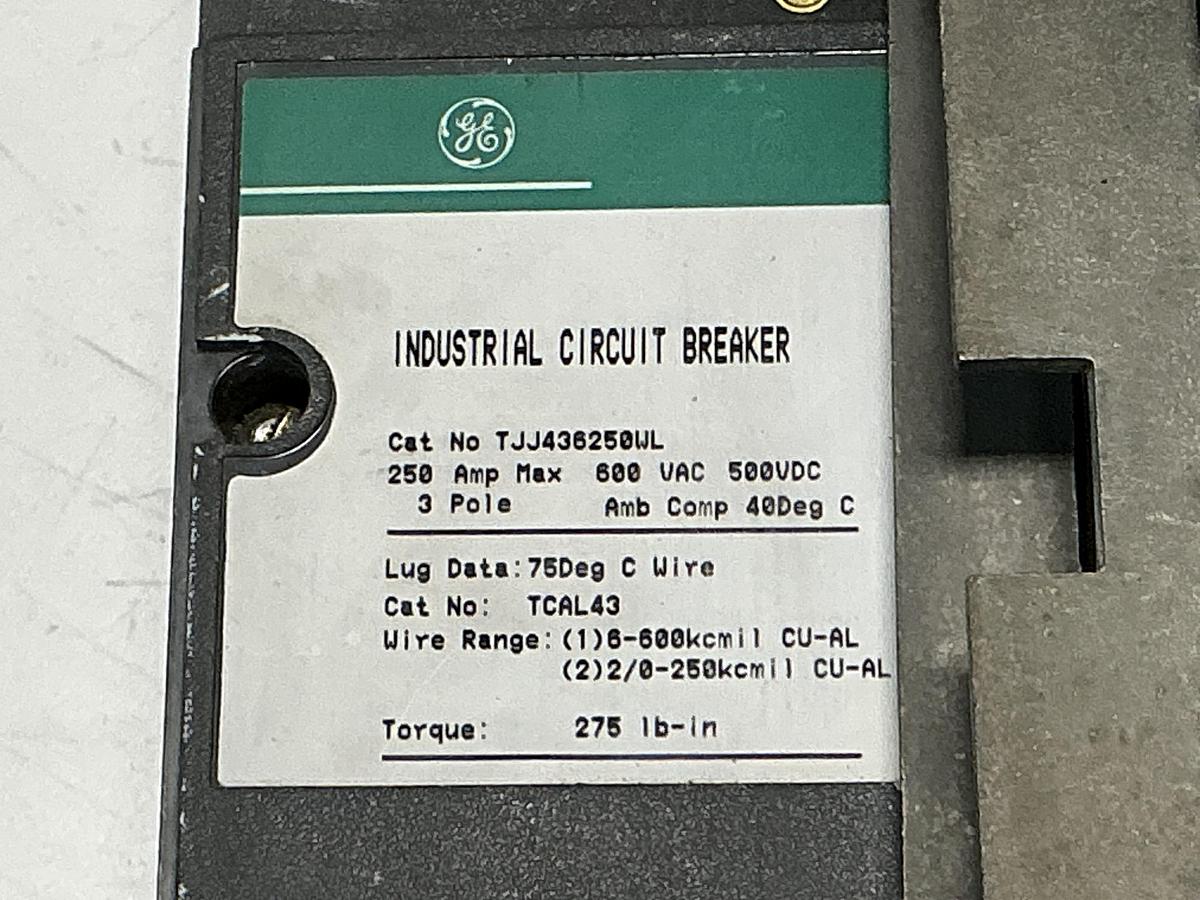 GE
INDUSTRIAL CIRCUIT BREAKER
Cat No TJJ436250WL
250 Amp Max 600 VAC 500VDC
3 Pole Amb Comp 40Deg C
Lug Data:75Deg C Wire
Cat No: TCAL43
Wire Range:(1)6-600kcmil CU-AL
(2)2/0-250kcmil CU-AL
Torque: 275 lb-in